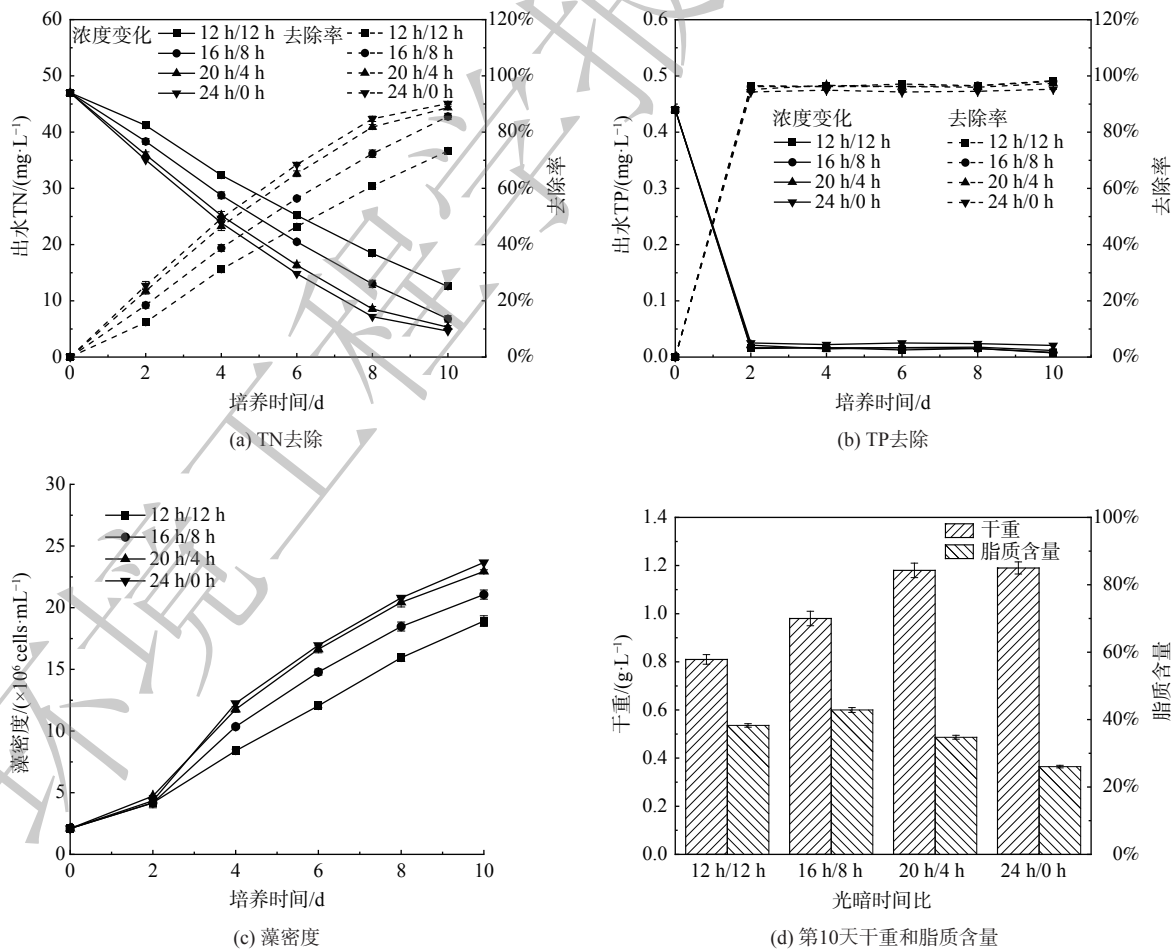 浓度变化 去除率
12 h/12 h 12 h/12 h
16 h/8 h 16 h/8 h
20 h/4 h 20 h/4 h
24 h/0 h 24 h/0 h
60
50
40
30
20
10
0
出水TN/(mg·L⁻¹)
120%
100%
80%
60%
40%
20%
0%
去除率
0 2 4 6 8 10
培养时间/d
(a) TN去除
浓度变化 去除率
12 h/12 h 12 h/12 h
16 h/8 h 16 h/8 h
20 h/4 h 20 h/4 h
24 h/0 h 24 h/0 h
0.6
0.5
0.4
0.3
0.2
0.1
0.0
出水TP/(mg·L⁻¹)
120%
100%
80%
60%
40%
20%
0%
去除率
0 2 4 6 8 10
培养时间/d
(b) TP去除
12 h/12 h
16 h/8 h
20 h/4 h
24 h/0 h
30
25
20
15
10
5
0
藻密度/(×10⁶ cells·mL⁻¹)
0 2 4 6 8 10
培养时间/d
(c) 藻密度
干重
脂质含量
1.4
1.2
1.0
0.8
0.6
0.4
0.2
0.0
干重/(g·L⁻¹)
100%
80%
60%
40%
20%
0%
脂质含量
12 h/12 h 16 h/8 h 20 h/4 h 24 h/0 h
光暗时间比
(d) 第10天干重和脂质含量
环境工程学报